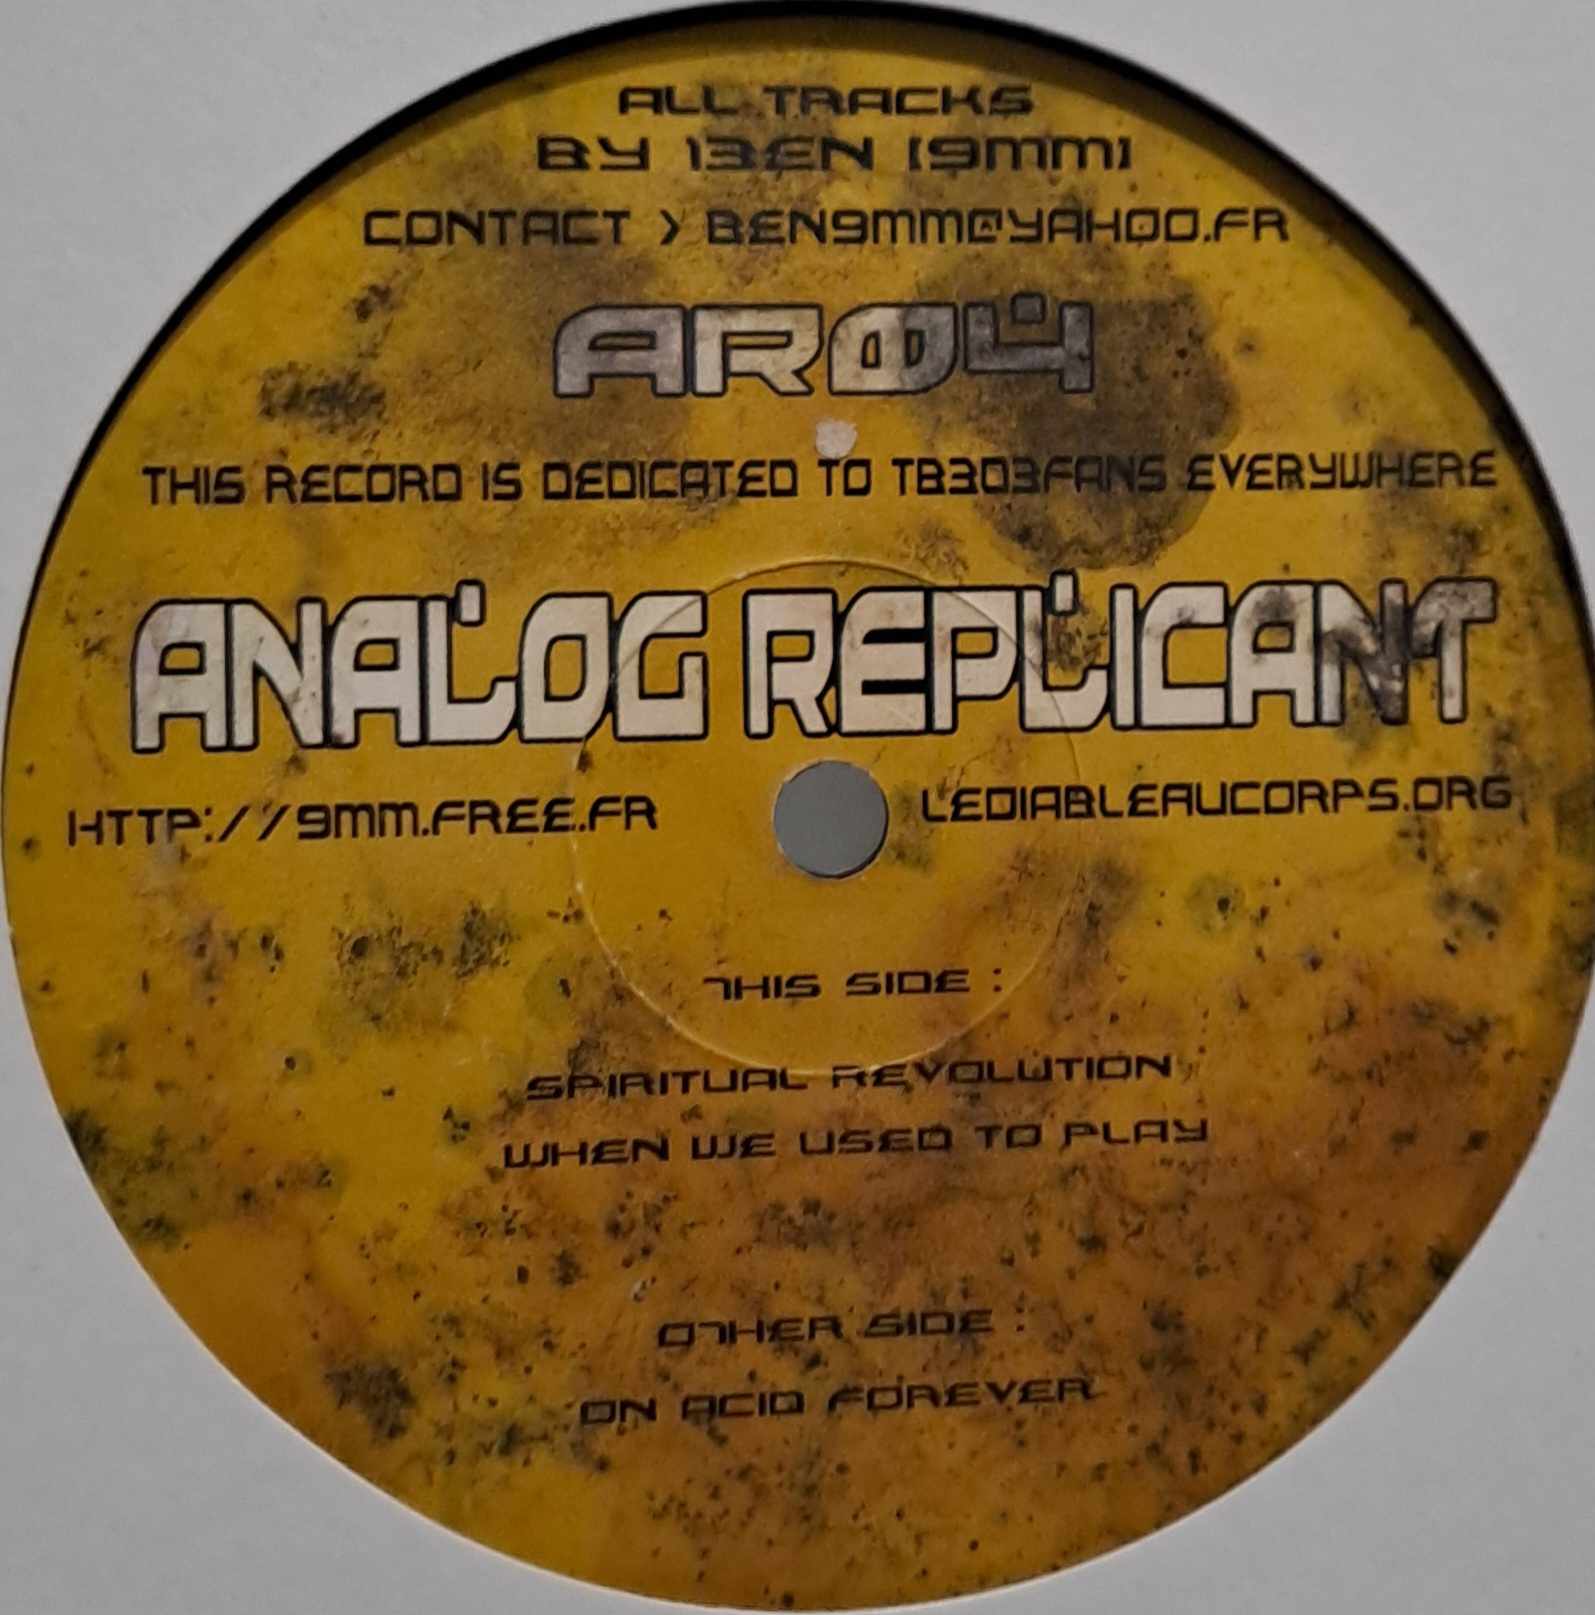 ALL TRACKS
BY BEN [9MM]
CONTACT > BEN9MM@YAHOO.FR
AR04
THIS RECORD IS DEDICATED TO TB303FANS EVERYWHERE
ANALOG REPLICANT
HTTP://9MM.FREE.FR LEDIABLEAUCORPS.ORG
THIS SIDE :
SPIRITUAL REVOLUTION
WHEN WE USED TO PLAY
OTHER SIDE :
ON ACID FOREVER